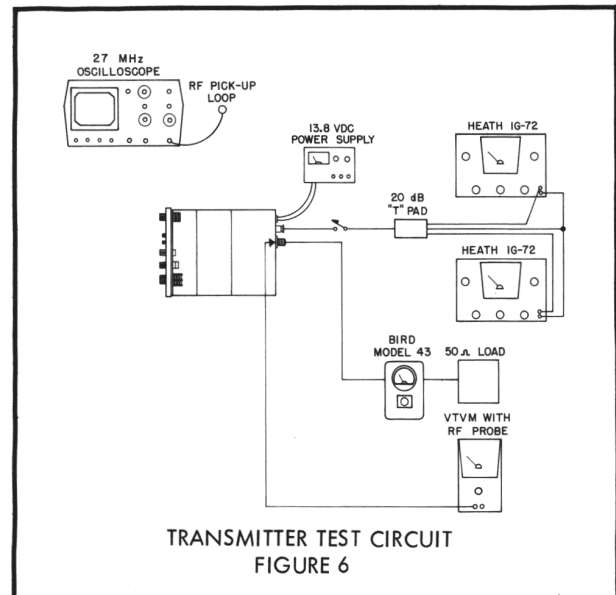 27 MHz
OSCILLOSCOPE
RF PICK-UP
LOOP
13.8 VDC
POWER SUPPLY
HEATH IG-72
20 dB
"T" PAD
HEATH IG-72
BIRD
MODEL 43
50Ω LOAD
VTVM WITH
RF PROBE
TRANSMITTER TEST CIRCUIT
FIGURE 6